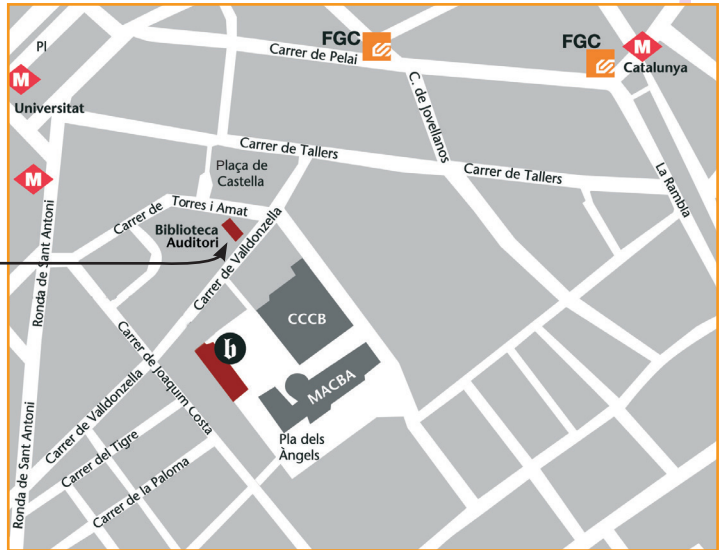 Pl
FGC
Carrer de Pelai
FGC
M
Catalunya
M
Universitat
C. de Jovellanos
Carrer de Tallers
Carrer de Tallers
La Rambla
M
Plaça de
Castella
Carrer de
Torres i Amat
Biblioteca
Auditori
Carrer de Valldonzella
Ronda de Sant Antoni
CCCB
b
Carrer de Joaquim Costa
MACBA
Carrer de Valldonzella
Pla dels
Àngels
Carrer del Tigre
Carrer de la Paloma
Ronda de Sant Antoni